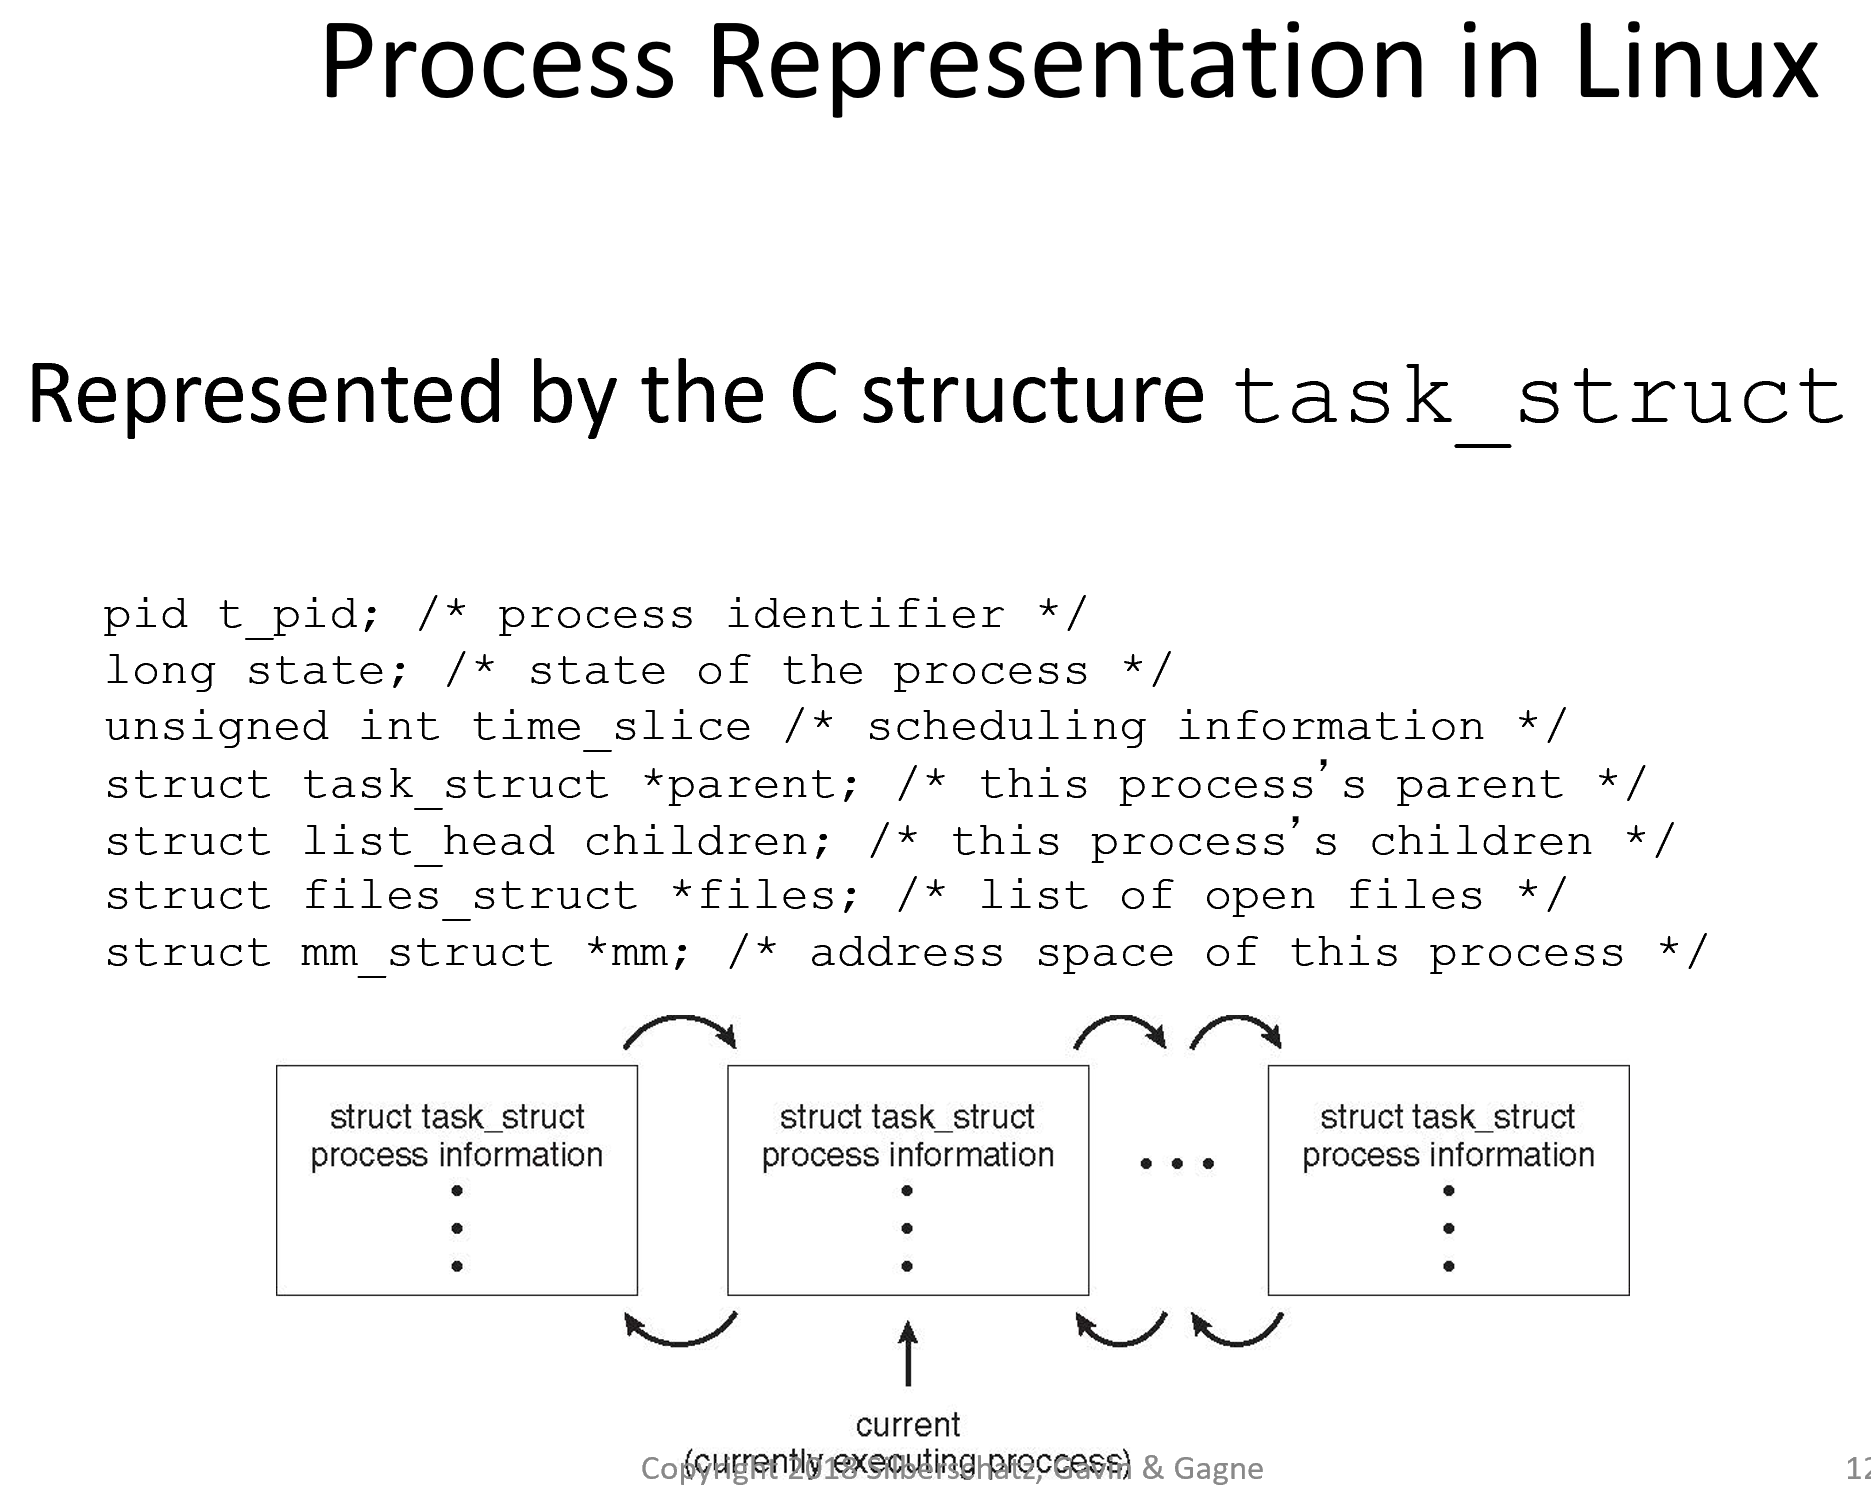 Process Representation in Linux
Represented by the C structure task_struct
pid t_pid; /* process identifier */
long state; /* state of the process */
unsigned int time_slice /* scheduling information */
struct task_struct *parent; /* this process’s parent */
struct list_head children; /* this process’s children */
struct files_struct *files; /* list of open files */
struct mm_struct *mm; /* address space of this process */
struct task_struct struct task_struct struct task_struct
process information process information process information
current
(currently executing proccess)
Copyright 2018 Silberschatz, Gavin & Gagne 12